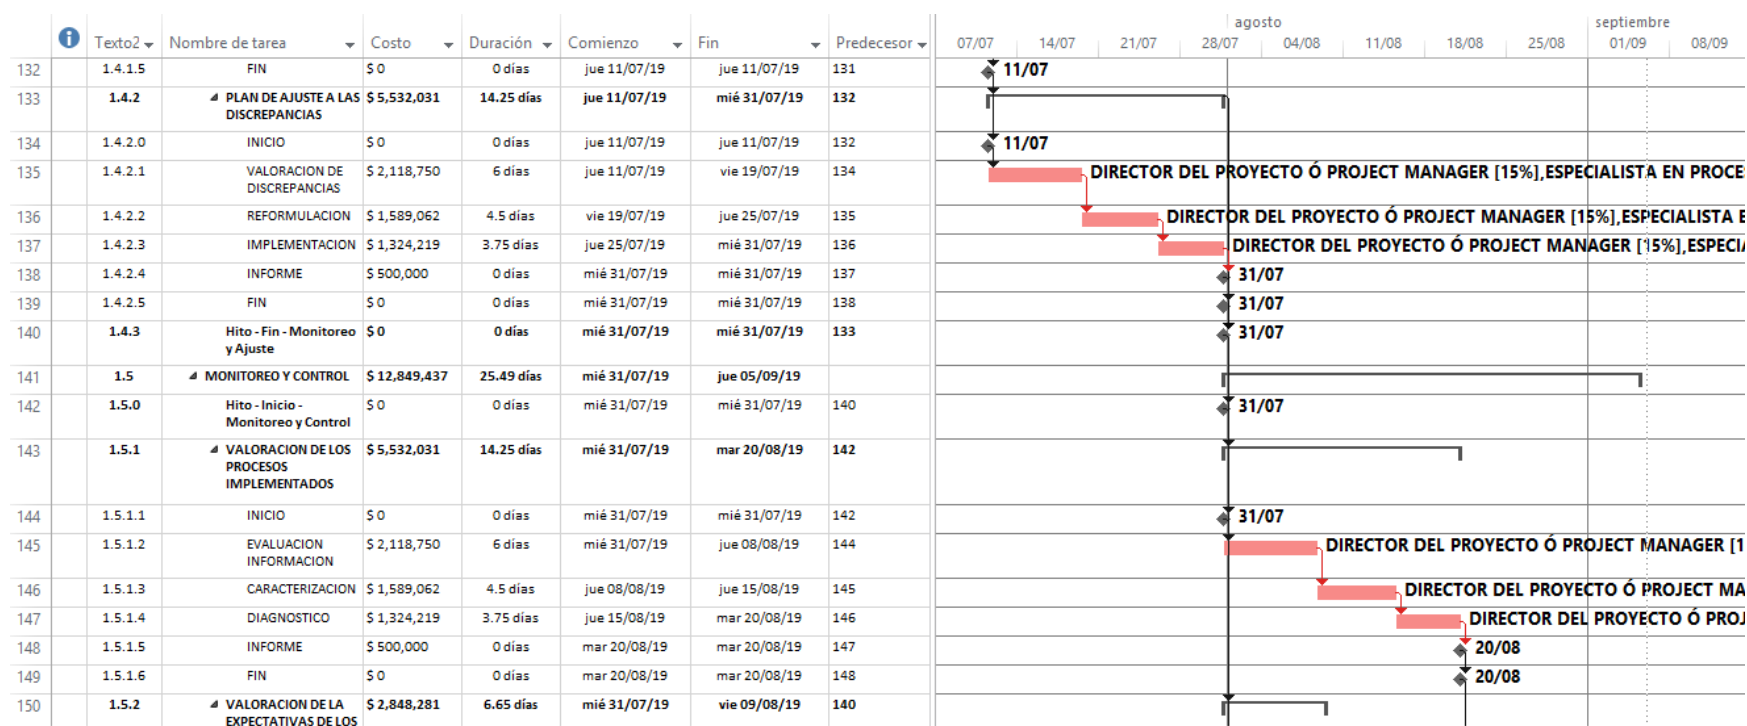 agosto septiembre
Texto2 Nombre de tarea Costo Duración Comienzo Fin Predecesor 07/07 14/07 21/07 28/07 04/08 11/08 18/08 25/08 01/09 08/09
132 1.4.1.5 FIN $ 0 0 días jue 11/07/19 jue 11/07/19 131 11/07
133 1.4.2 PLAN DE AJUSTE A LAS $ 5,532,031 14.25 días jue 11/07/19 mié 31/07/19 132
DISCREPANCIAS
134 1.4.2.0 INICIO $ 0 0 días jue 11/07/19 jue 11/07/19 132 11/07
135 1.4.2.1 VALORACION DE $ 2,118,750 6 días jue 11/07/19 vie 19/07/19 134 DIRECTOR DEL PROYECTO Ó PROJECT MANAGER [15%],ESPECIALISTA EN PROCE
DISCREPANCIAS
136 1.4.2.2 REFORMULACION $ 1,589,062 4.5 días vie 19/07/19 jue 25/07/19 135 DIRECTOR DEL PROYECTO Ó PROJECT MANAGER [15%],ESPECIALISTA E
137 1.4.2.3 IMPLEMENTACION $ 1,324,219 3.75 días jue 25/07/19 mié 31/07/19 136 DIRECTOR DEL PROYECTO Ó PROJECT MANAGER [15%],ESPECIA
138 1.4.2.4 INFORME $ 500,000 0 días mié 31/07/19 mié 31/07/19 137 31/07
139 1.4.2.5 FIN $ 0 0 días mié 31/07/19 mié 31/07/19 138 31/07
140 1.4.3 Hito - Fin - Monitoreo $ 0 0 días mié 31/07/19 mié 31/07/19 133 31/07
y Ajuste
141 1.5 MONITOREO Y CONTROL $ 12,849,437 25.49 días mié 31/07/19 jue 05/09/19
142 1.5.0 Hito - Inicio - $ 0 0 días mié 31/07/19 mié 31/07/19 140 31/07
Monitoreo y Control
143 1.5.1 VALORACION DE LOS $ 5,532,031 14.25 días mié 31/07/19 mar 20/08/19 142
PROCESOS
IMPLEMENTADOS
144 1.5.1.1 INICIO $ 0 0 días mié 31/07/19 mié 31/07/19 142 31/07
145 1.5.1.2 EVALUACION $ 2,118,750 6 días mié 31/07/19 jue 08/08/19 144 DIRECTOR DEL PROYECTO Ó PROJECT MANAGER [1
INFORMACION
146 1.5.1.3 CARACTERIZACION $ 1,589,062 4.5 días jue 08/08/19 jue 15/08/19 145 DIRECTOR DEL PROYECTO Ó PROJECT MA
147 1.5.1.4 DIAGNOSTICO $ 1,324,219 3.75 días jue 15/08/19 mar 20/08/19 146 DIRECTOR DEL PROYECTO Ó PROJ
148 1.5.1.5 INFORME $ 500,000 0 días mar 20/08/19 mar 20/08/19 147 20/08
149 1.5.1.6 FIN $ 0 0 días mar 20/08/19 mar 20/08/19 148 20/08
150 1.5.2 VALORACION DE LA $ 2,848,281 6.65 días mié 31/07/19 vie 09/08/19 140
EXPECTATIVAS DE LOS